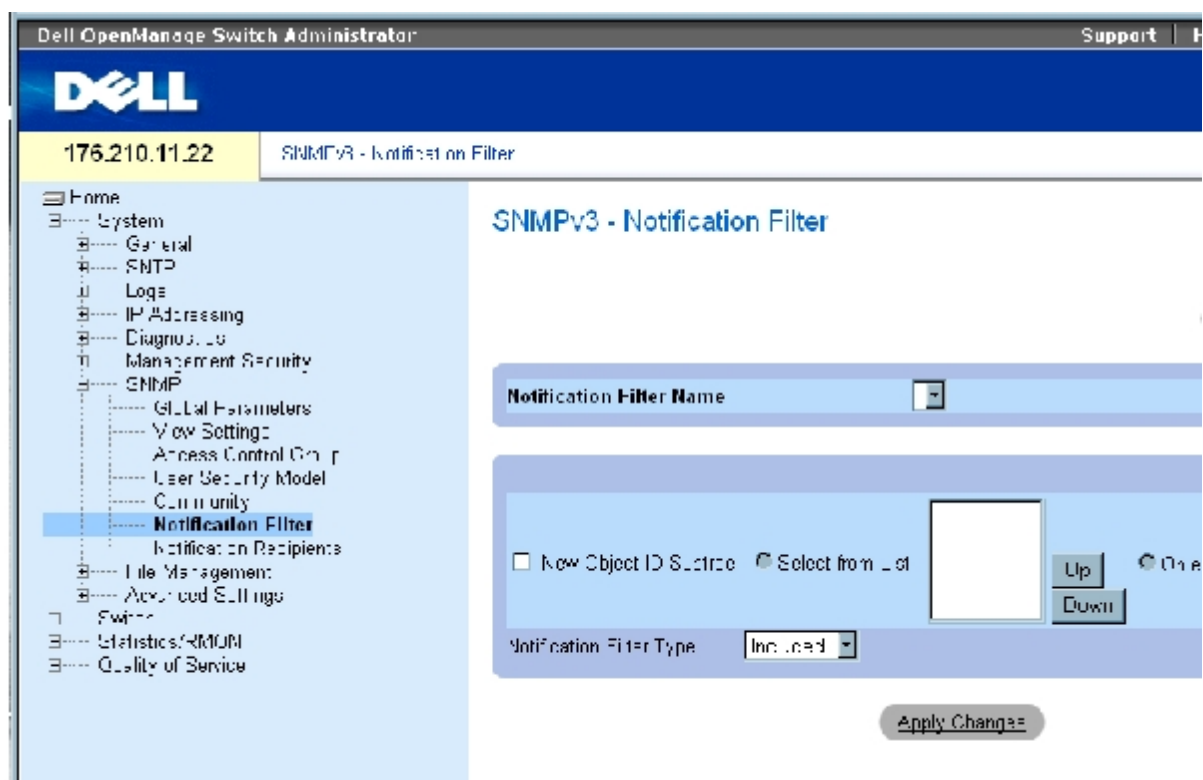 Dell OpenManage Switch Administrator
Support
H
DELL
176.210.11.22
SNMPv3 - Notification Filter
Home
System
General
SNTP
Logs
IP Addressing
Diagnostics
Management Security
SNMP
Global Parameters
View Settings
Access Control Group
User Security Model
Community
Notification Filter
Notification Recipients
File Management
Advanced Settings
Switch
Statistics/RMON
Quality of Service
SNMPv3 - Notification Filter
Notification Filter Name
New Object ID Subtree
Select from List
Up
Down
Notification Filter Type
Included
Apply Changes